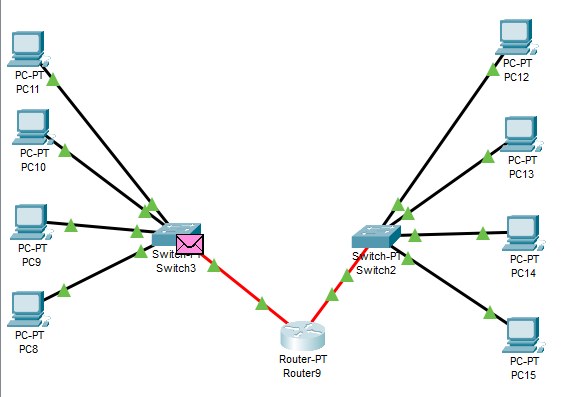 PC-PT
PC11
PC-PT
PC10
PC-PT
PC9
PC-PT
PC8
Switch-PT
Switch3
Router-PT
Router9
Switch-PT
Switch2
PC-PT
PC12
PC-PT
PC13
PC-PT
PC14
PC-PT
PC15